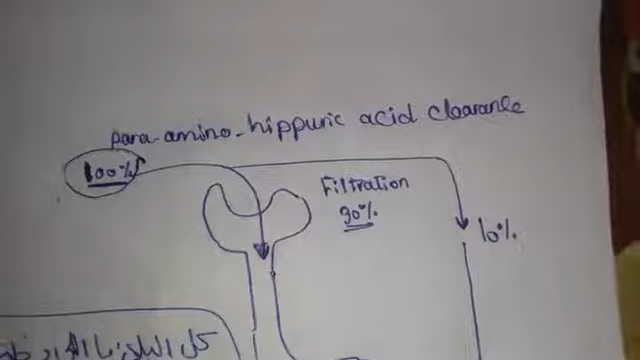 para-amino-hippuric acid clearance
100%
Filtration
90%
10%
كل